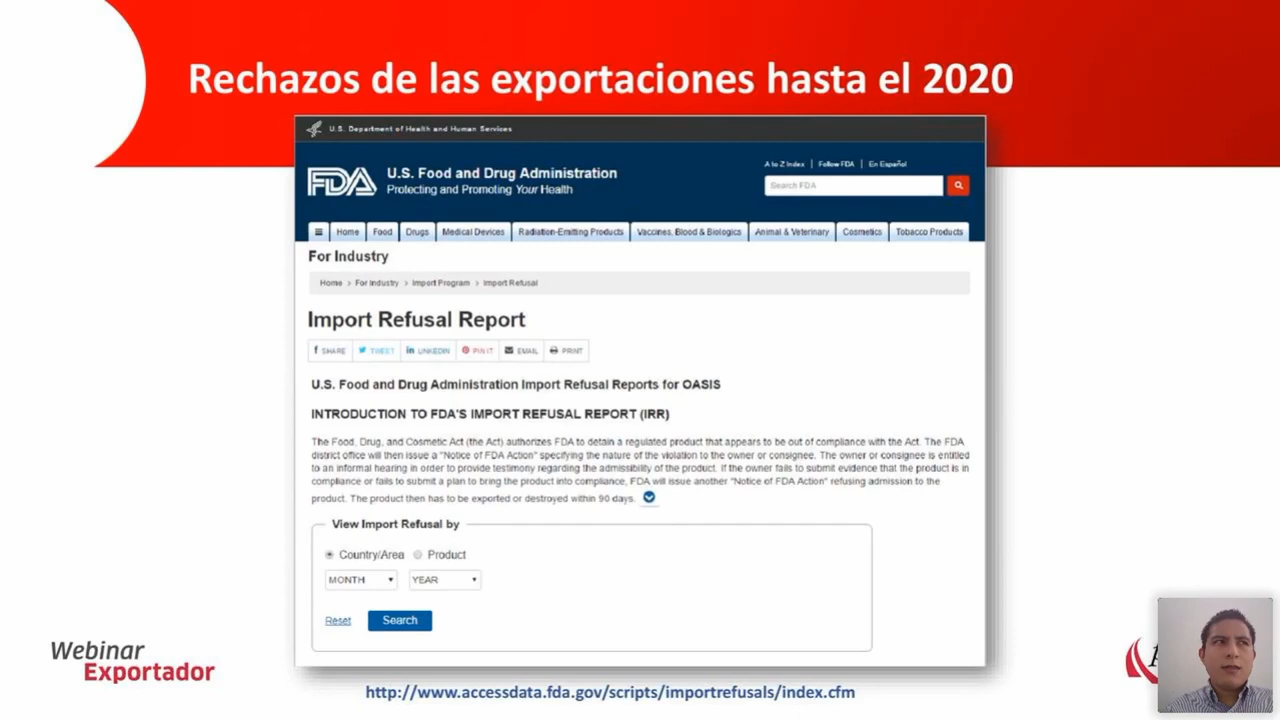 Rechazos de las exportaciones hasta el 2020
U.S. Department of Health and Human Services
FDA
U.S. Food and Drug Administration
Protecting and Promoting Your Health
A to Z Index | Follow FDA | En Español
Search FDA
Home Food Drugs Medical Devices Radiation-Emitting Products Vaccines, Blood & Biologics Animal & Veterinary Cosmetics Tobacco Products
For Industry
Home > For Industry > Import Program > Import Refusal
Import Refusal Report
SHARE TWEET LINKEDIN PIN IT EMAIL PRINT
U.S. Food and Drug Administration Import Refusal Reports for OASIS
INTRODUCTION TO FDA'S IMPORT REFUSAL REPORT (IRR)
The Food, Drug, and Cosmetic Act (the Act) authorizes FDA to detain a regulated product that appears to be out of compliance with the Act. The FDA
district office will then issue a "Notice of FDA Action" specifying the nature of the violation to the owner or consignee. The owner or consignee is entitled
to an informal hearing in order to provide testimony regarding the admissibility of the product. If the owner fails to submit evidence that the product is in
compliance or fails to submit a plan to bring the product into compliance, FDA will issue another "Notice of FDA Action" refusing admission to the
product. The product then has to be exported or destroyed within 90 days.
View Import Refusal by
Country/Area Product
MONTH YEAR
Reset Search
Webinar
Exportador
http://www.accessdata.fda.gov/scripts/importrefusals/index.cfm